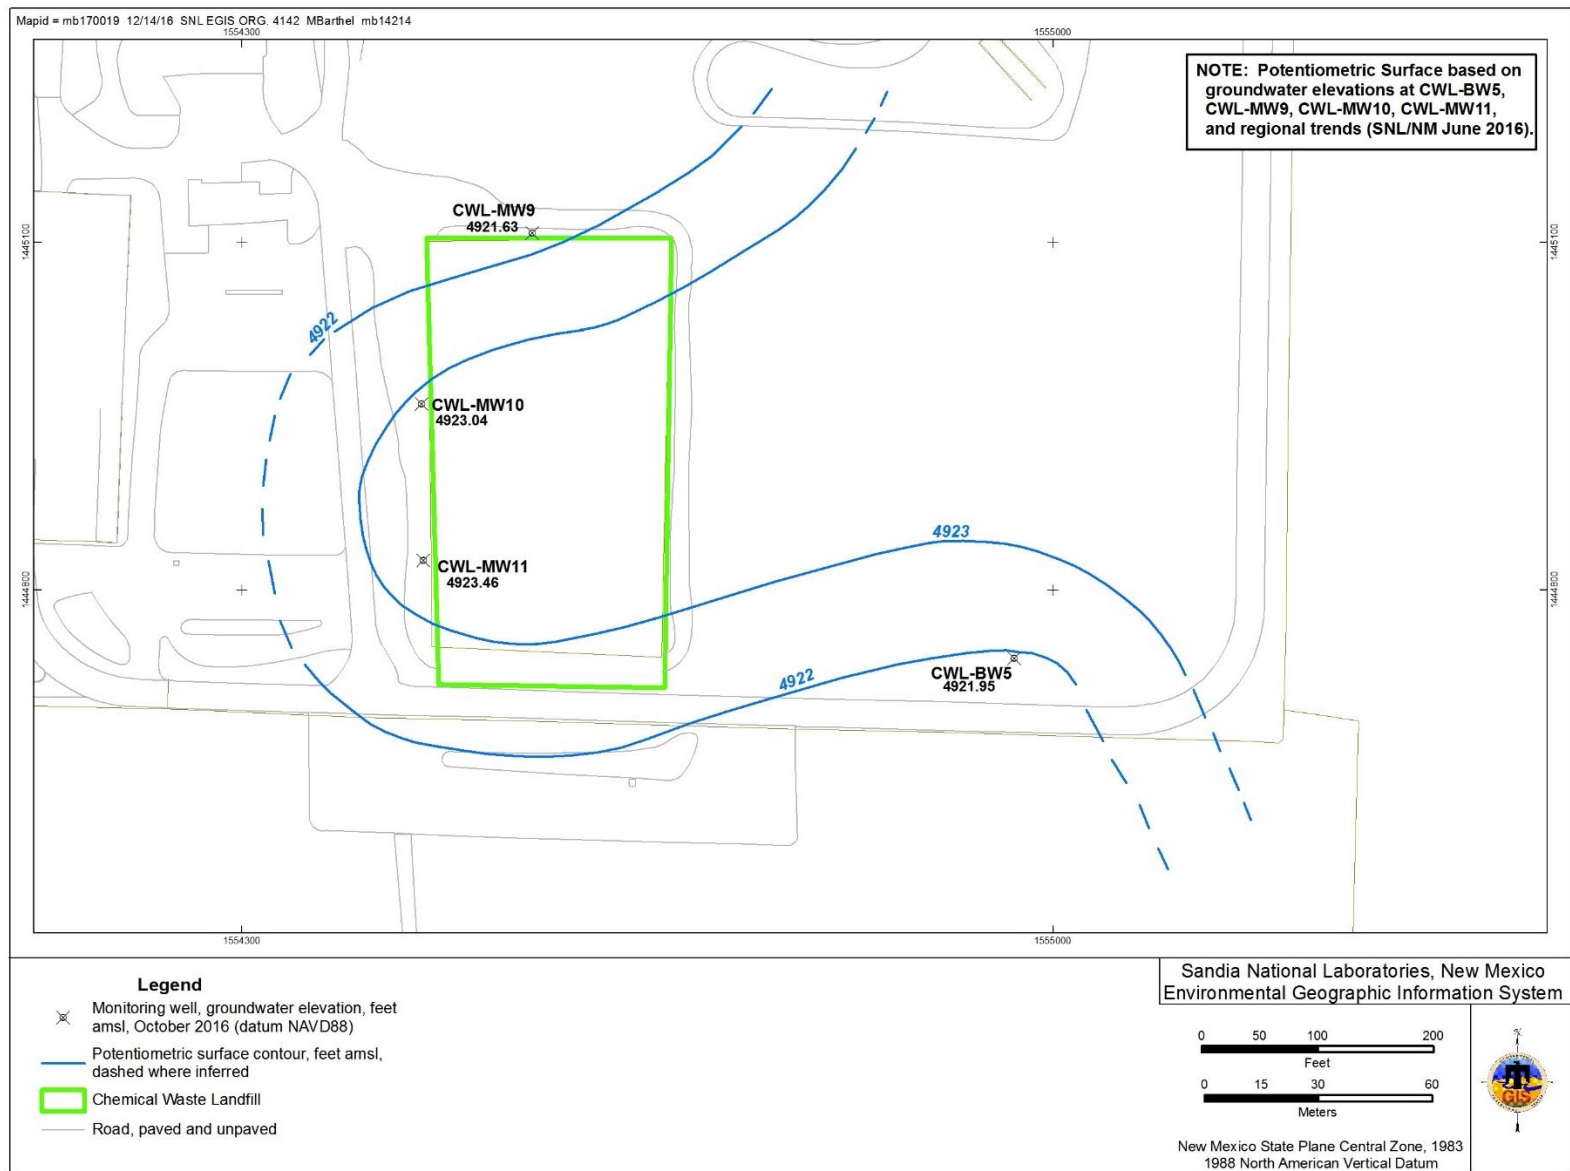 Mapid = mb170019 12/14/16 SNL EGIS ORG. 4142 MBarthel mb14214
1554300
1555000
NOTE: Potentiometric Surface based on
groundwater elevations at CWL-BW5,
CWL-MW9, CWL-MW10, CWL-MW11,
and regional trends (SNL/NM June 2016).
CWL-MW9
4921.63
1445100
1445100
4922
CWL-MW10
4923.04
4923
CWL-MW11
4923.46
1444800
1444800
4922
CWL-BW5
4921.95
1554300
1555000
Legend
Monitoring well, groundwater elevation, feet
amsl, October 2016 (datum NAVD88)
Potentiometric surface contour, feet amsl,
dashed where inferred
Chemical Waste Landfill
Road, paved and unpaved
Sandia National Laboratories, New Mexico
Environmental Geographic Information System
0 50 100 200
Feet
0 15 30 60
Meters
GIS
New Mexico State Plane Central Zone, 1983
1988 North American Vertical Datum